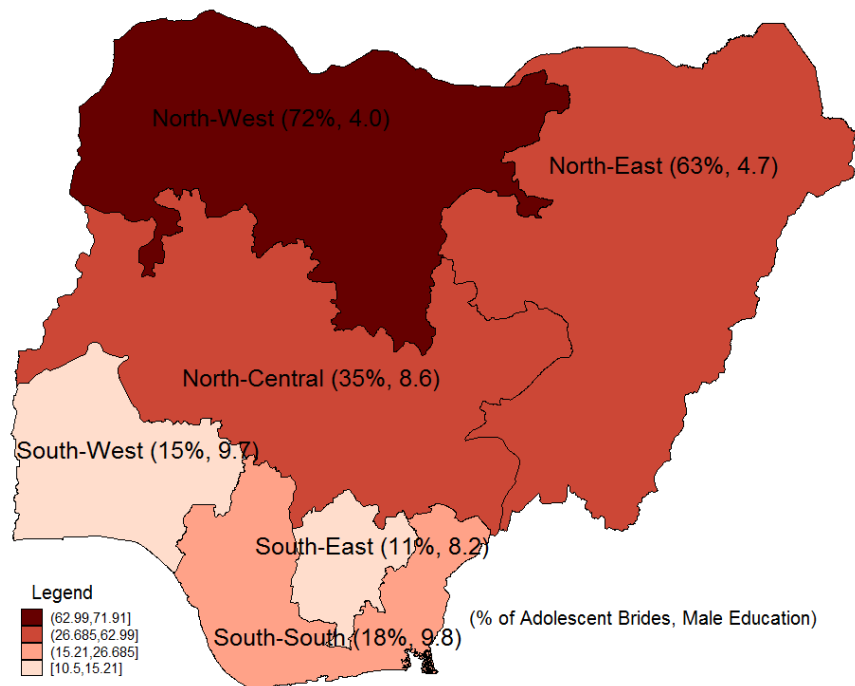 North-West (72%, 4.0)
North-East (63%, 4.7)
North-Central (35%, 8.6)
South-West (15%, 9.7)
South-East (11%, 8.2)
South-South (18%, 9.8)
(% of Adolescent Brides, Male Education)
Legend
(62.99,71.91]
(26.685,62.99]
(15.21,26.685]
[10.5,15.21]